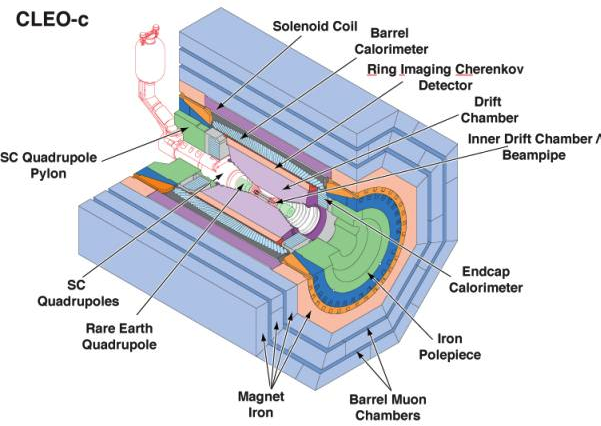 CLEO-c
Solenoid Coil
Barrel
Calorimeter
Ring Imaging Cherenkov
Detector
Drift
Chamber
Inner Drift Chamber /
Beampipe
SC Quadrupole
Pylon
SC
Quadrupoles
Rare Earth
Quadrupole
Magnet
Iron
Barrel Muon
Chambers
Iron
Polepiece
Endcap
Calorimeter